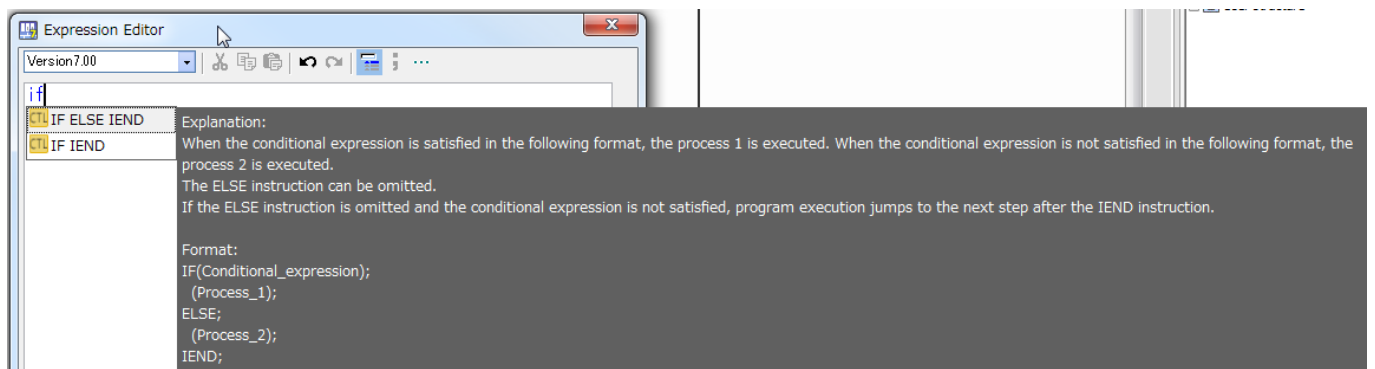 Expression Editor
Version7.00
if
CTL IF ELSE IEND
CTL IF IEND
Explanation:
When the conditional expression is satisfied in the following format, the process 1 is executed. When the conditional expression is not satisfied in the following format, the
process 2 is executed.
The ELSE instruction can be omitted.
If the ELSE instruction is omitted and the conditional expression is not satisfied, program execution jumps to the next step after the IEND instruction.
Format:
IF(Conditional_expression);
(Process_1);
ELSE;
(Process_2);
IEND;